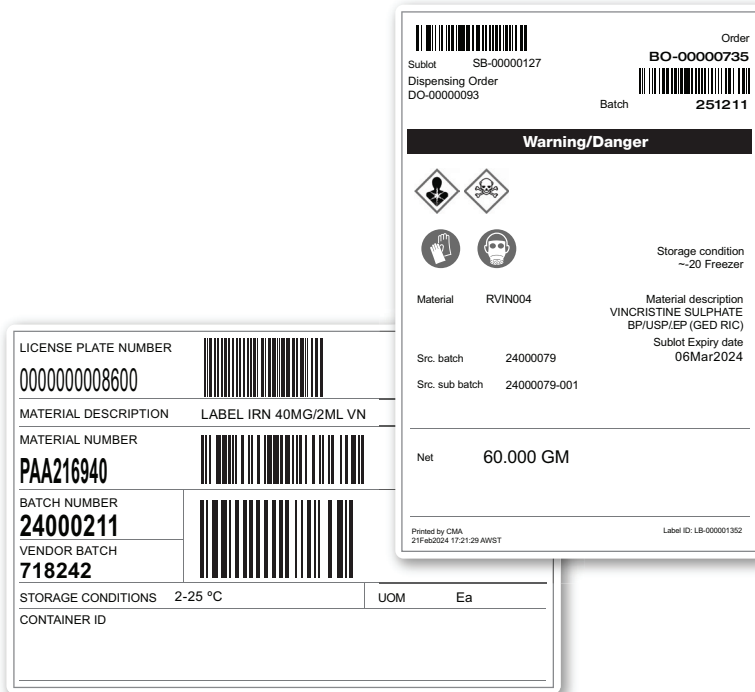 Order
BO-00000735
Sublot SB-00000127
Dispensing Order
DO-00000093
Batch 251211
Warning/Danger
Storage condition
~-20 Freezer
Material RVIN004
Material description
VINCRISTINE SULPHATE
BP/USP/.EP (GED RIC)
Sublot Expiry date
06Mar2024
Src. batch 24000079
Src. sub batch 24000079-001
Net 60.000 GM
Printed by CMA
21Feb2024 17:21:29 AWST
Label ID: LB-000001352
LICENSE PLATE NUMBER
0000000008600
MATERIAL DESCRIPTION LABEL IRN 40MG/2ML VN
MATERIAL NUMBER
PAA216940
BATCH NUMBER
24000211
VENDOR BATCH
718242
STORAGE CONDITIONS 2-25 ºC UOM Ea
CONTAINER ID